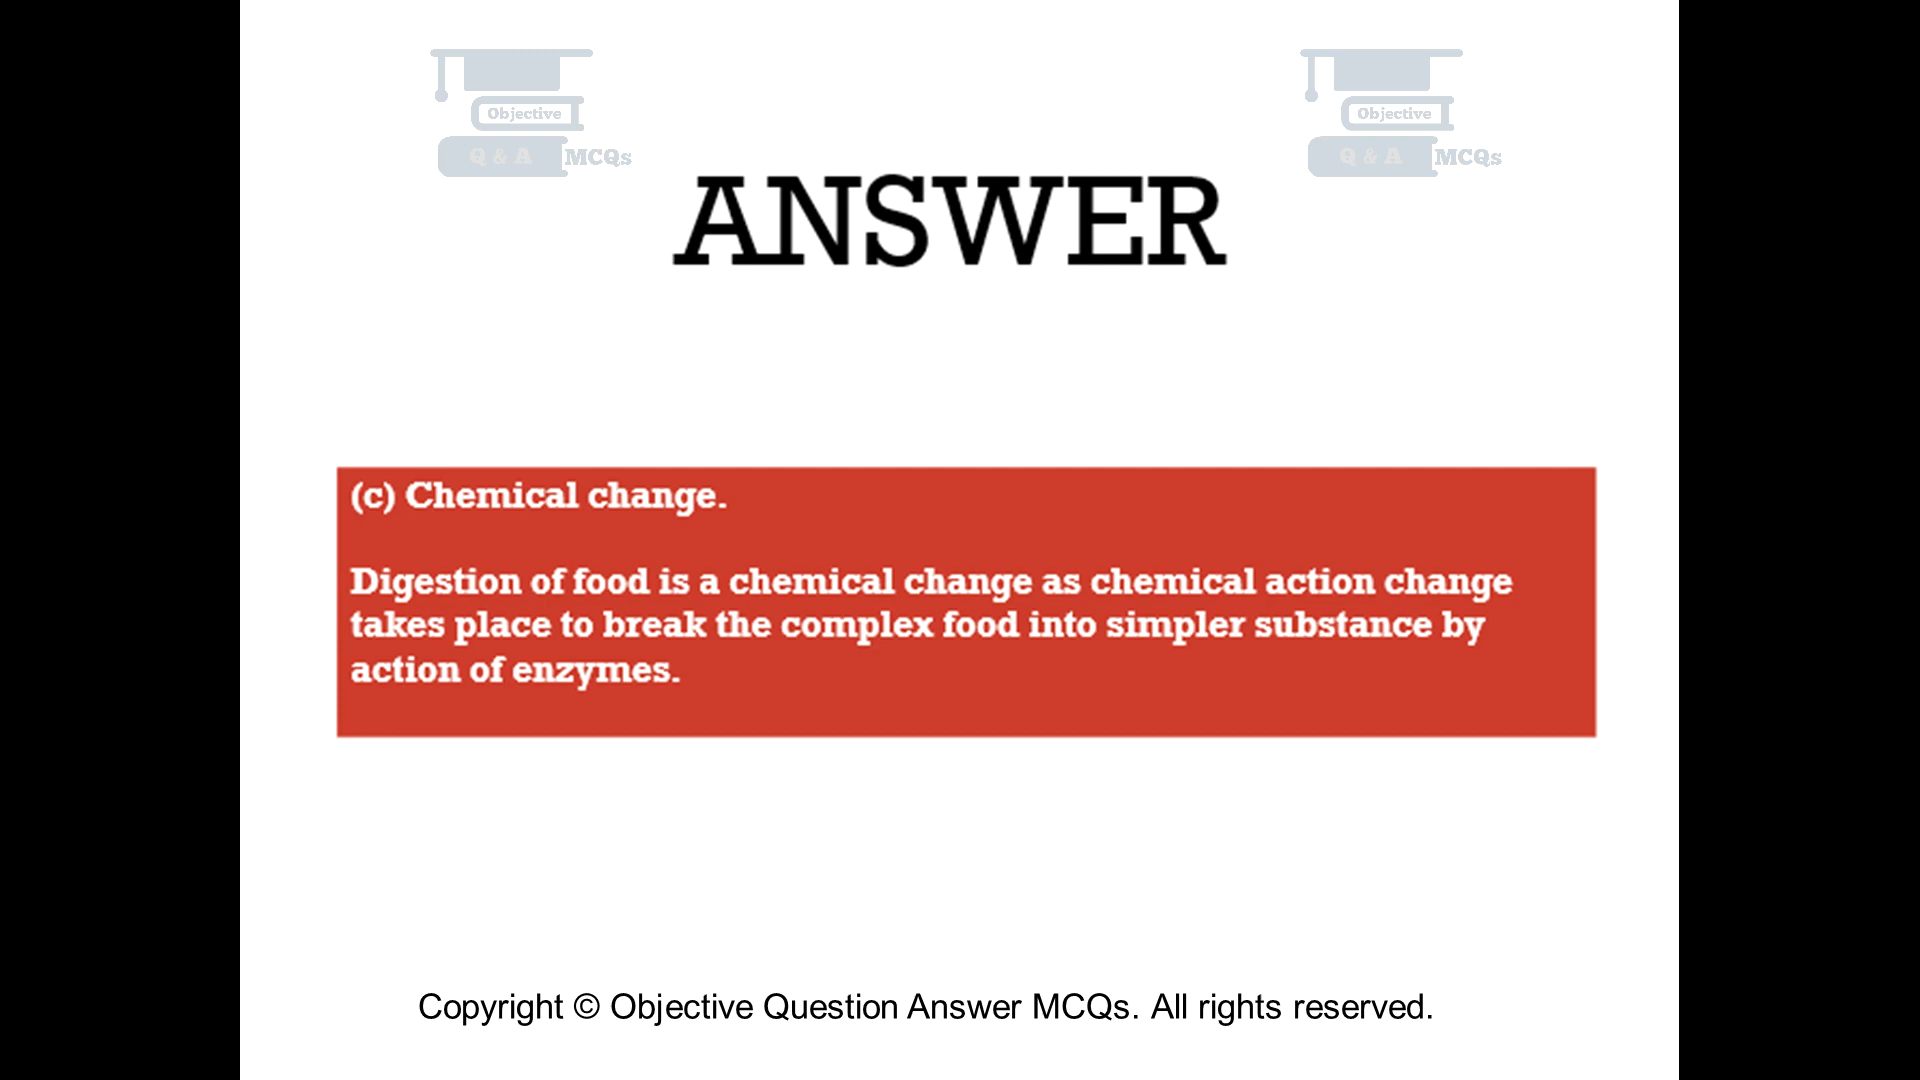 Objective
Q & A MCQs
Objective
Q & A MCQs
ANSWER
(c) Chemical change.
Digestion of food is a chemical change as chemical action change
takes place to break the complex food into simpler substance by
action of enzymes.
Copyright © Objective Question Answer MCQs. All rights reserved.